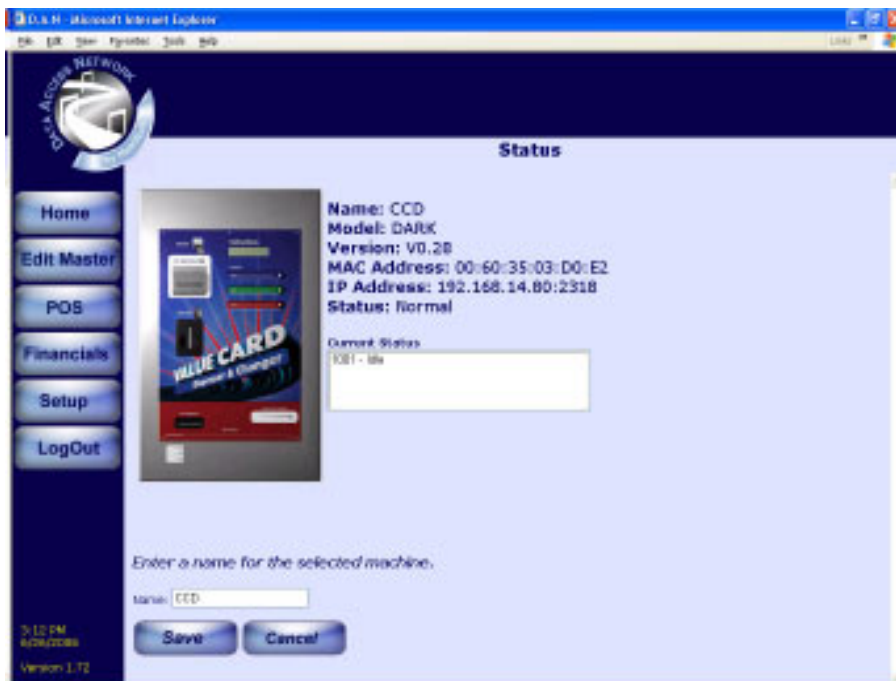 D.A.N - Microsoft Internet Explorer
File Edit View Favorites Tools Help
Links
DATA ACCESS NETWORK
Status
Home
Edit Master
POS
Financials
Setup
LogOut
Name: CCD
Model: DARK
Version: V0.28
MAC Address: 00:60:35:03:D0:E2
IP Address: 192.168.14.80:2318
Status: Normal
Current Status
1001 - Idle
VALUE CARD
Enter a name for the selected machine.
Name: CCD
Save Cancel
3:12 PM
Version 1.72